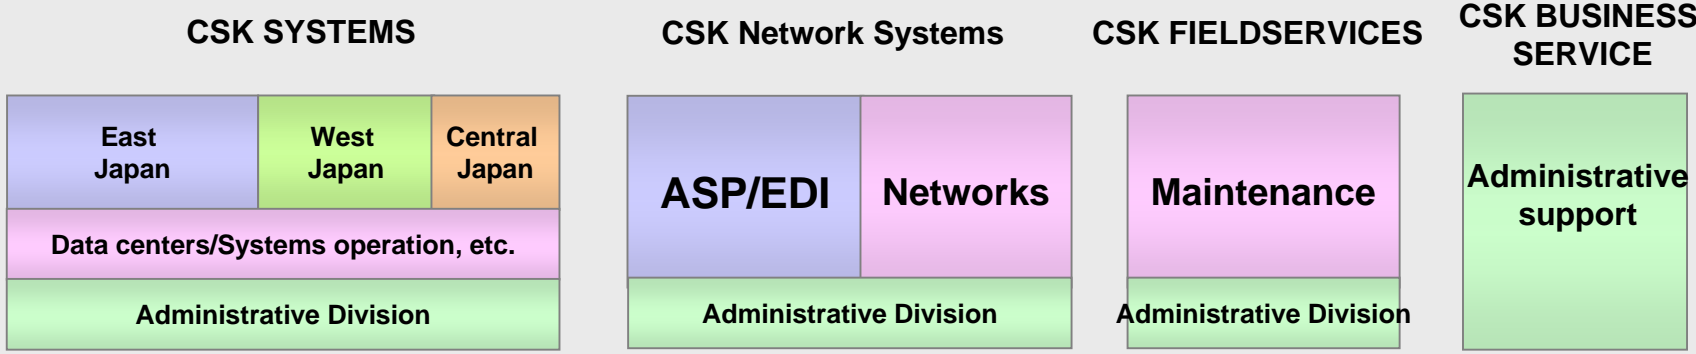 CSK SYSTEMS
CSK Network Systems
CSK FIELDSERVICES
CSK BUSINESS
SERVICE
East
Japan
West
Japan
Central
Japan
Data centers/Systems operation, etc.
Administrative Division
ASP/EDI
Networks
Administrative Division
Maintenance
Administrative Division
Administrative
support